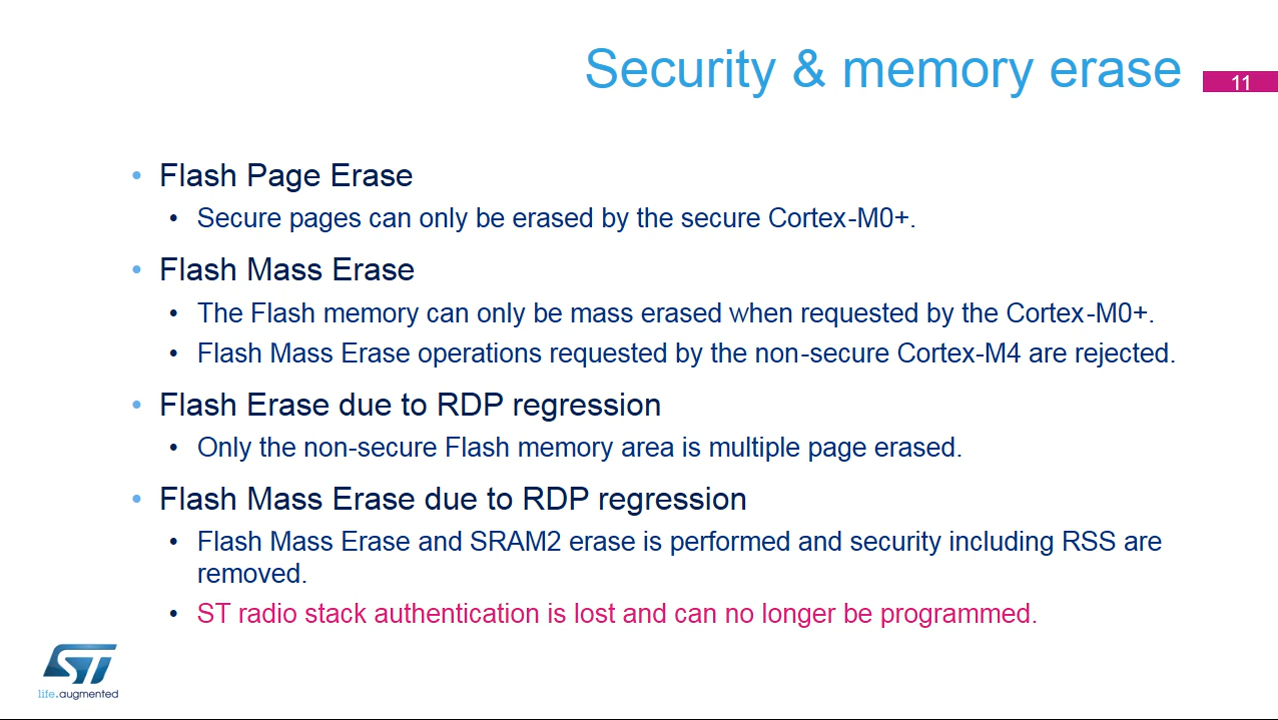 Security & memory erase
11
• Flash Page Erase
• Secure pages can only be erased by the secure Cortex-M0+.
• Flash Mass Erase
• The Flash memory can only be mass erased when requested by the Cortex-M0+.
• Flash Mass Erase operations requested by the non-secure Cortex-M4 are rejected.
• Flash Erase due to RDP regression
• Only the non-secure Flash memory area is multiple page erased.
• Flash Mass Erase due to RDP regression
• Flash Mass Erase and SRAM2 erase is performed and security including RSS are
removed.
• ST radio stack authentication is lost and can no longer be programmed.
ST
life.augmented